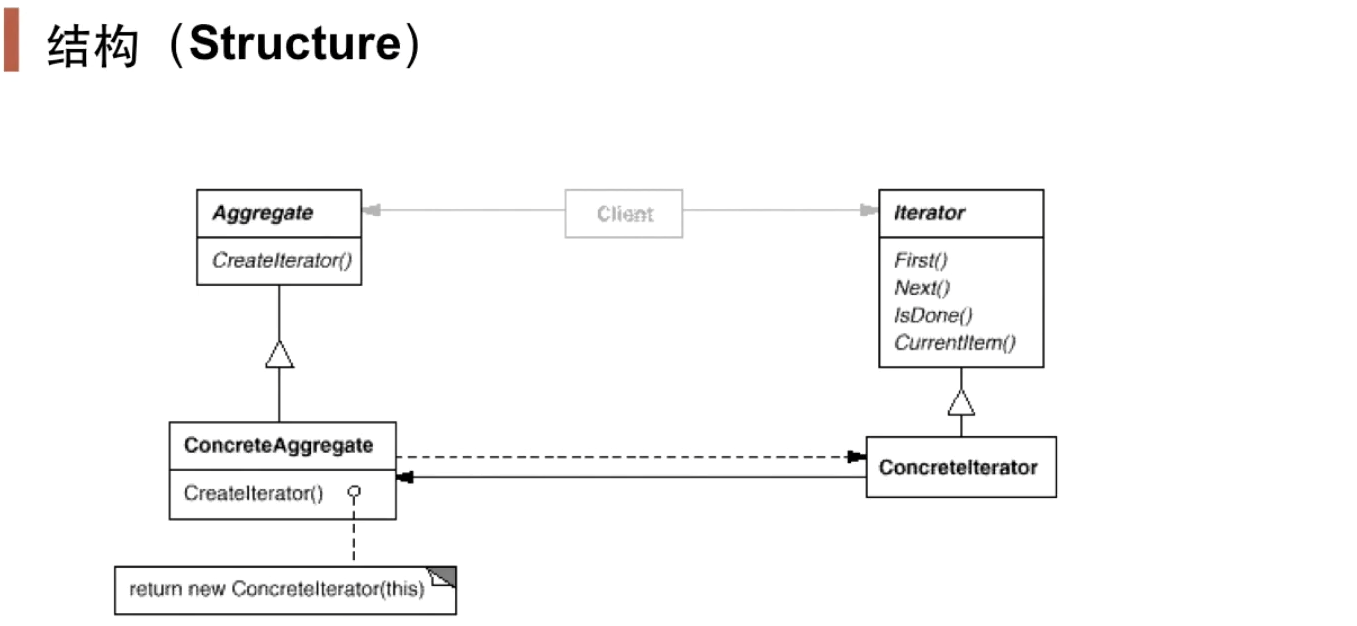 结构（Structure）
Aggregate
CreateIterator()
Client
Iterator
First()
Next()
IsDone()
CurrentItem()
ConcreteAggregate
CreateIterator()
ConcreteIterator
return new ConcreteIterator(this)